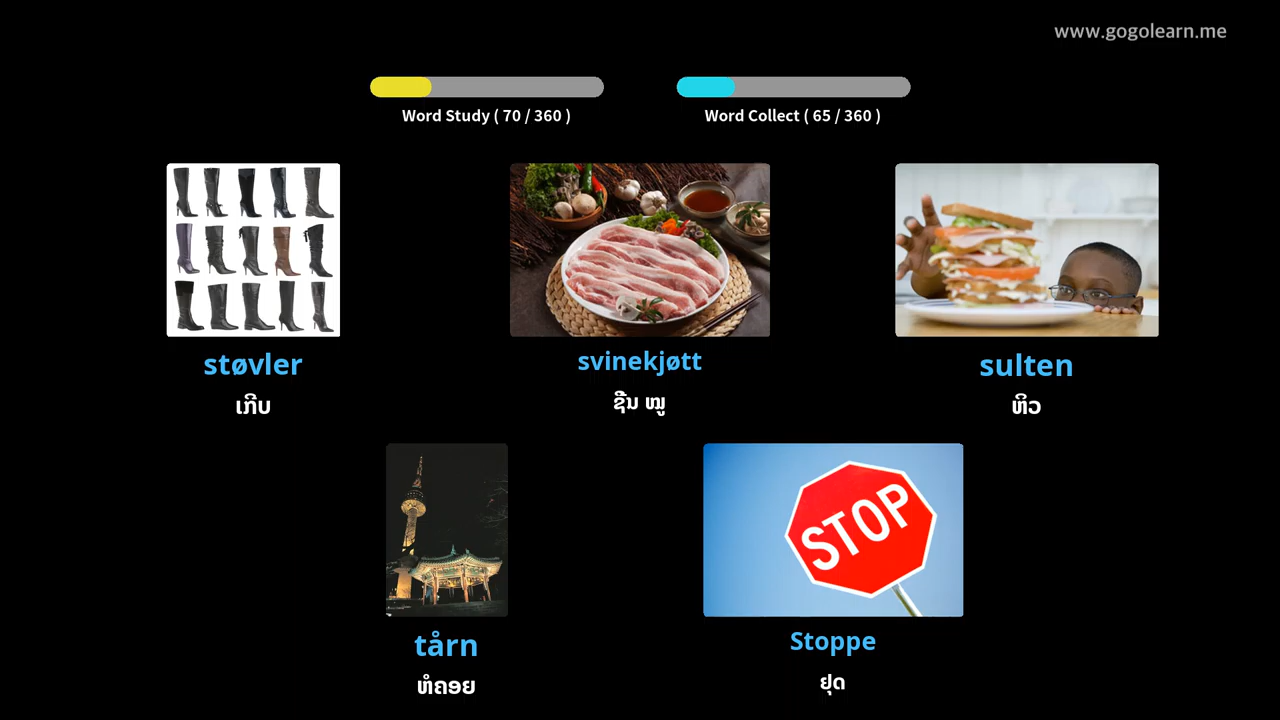 www.gogolearn.me
Word Study ( 70 / 360 )
Word Collect ( 65 / 360 )
støvler
ເກີບ
svinekjøtt
ຊີ້ນ ໝູ
sulten
ຫິວ
STOP
tårn
ຫໍຄອຍ
Stoppe
ຢຸດ